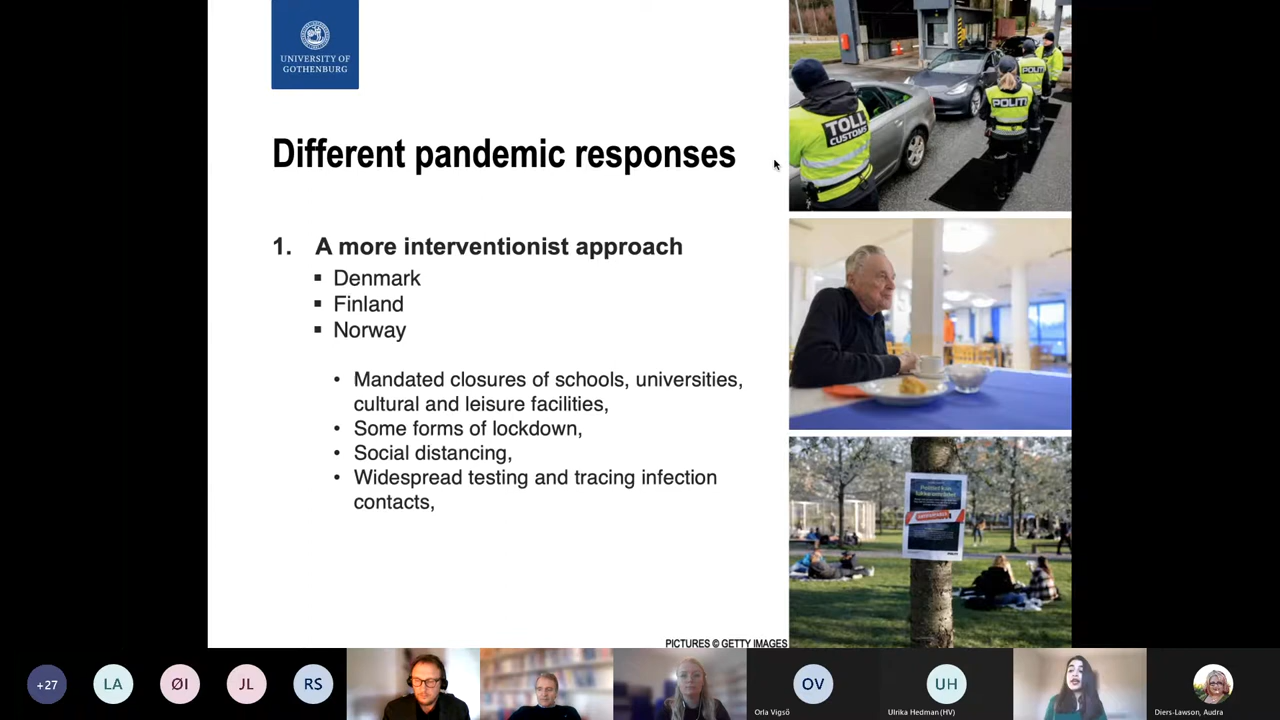 UNIVERSITY OF
GOTHENBURG
Different pandemic responses
1. A more interventionist approach
▪ Denmark
▪ Finland
▪ Norway
• Mandated closures of schools, universities,
cultural and leisure facilities,
• Some forms of lockdown,
• Social distancing,
• Widespread testing and tracing infection
contacts,
TOLL
CUSTOMS
POLITI
POLITI
PICTURES © GETTY IMAGES
+27
LA
ØI
JL
RS
OV
Orla Vigsö
UH
Ulrika Hedman (HV)
Diers-Lawson, Audra